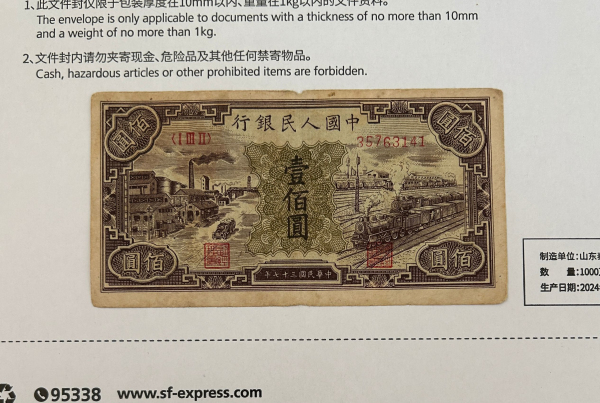 1、此文件封仅限于包装厚度在10mm以内、重量在1kg以内的文件资料。
The envelope is only applicable to documents with a thickness of no more than 10mm
and a weight of no more than 1kg.
2、文件封内请勿夹寄现金、危险品及其他任何禁寄物品。
Cash, hazardous articles or other prohibited items are forbidden.
行銀民人國中
圓佰
圓佰
〈I III II〉
35763141
壹佰圓
圓佰
圓佰
年七十三國民華中
制造单位:山东
数 量:1000
生产日期:2024
95338 www.sf-express.com